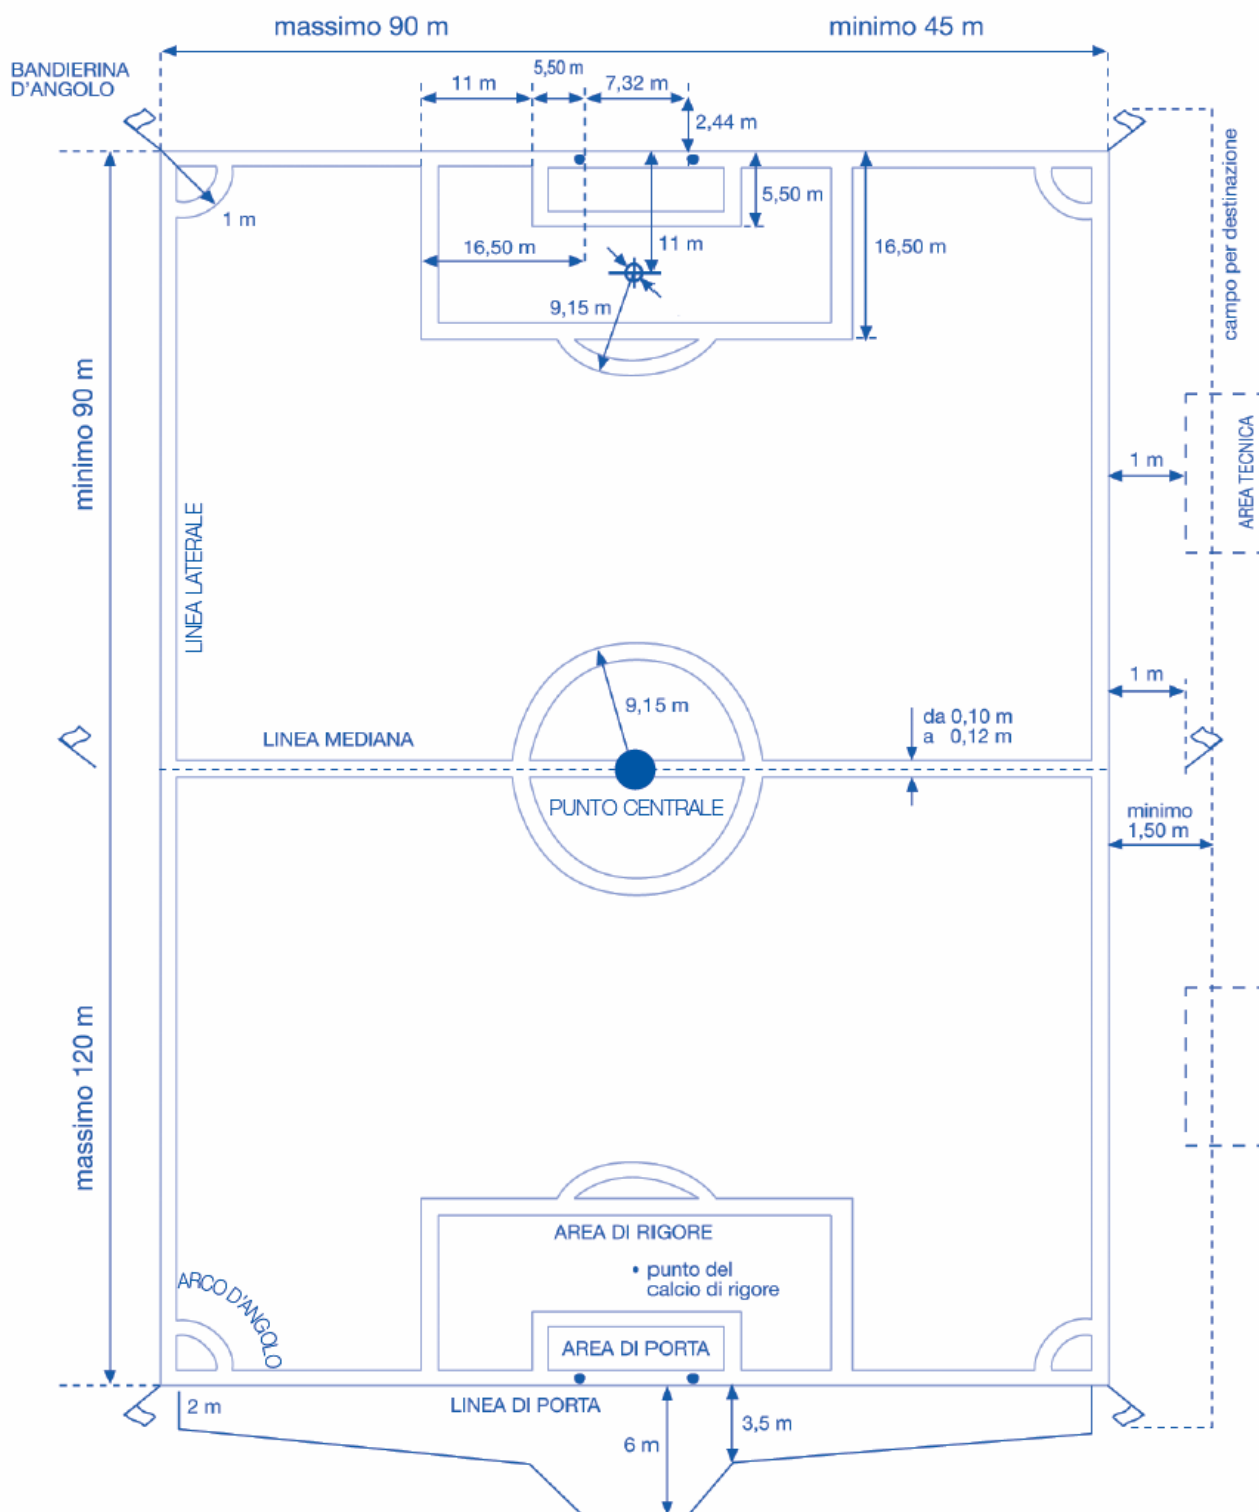 massimo 90 m
minimo 45 m
BANDIERINA
D'ANGOLO
5,50 m
11 m
7,32 m
2,44 m
1 m
5,50 m
16,50 m
11 m
16,50 m
9,15 m
campo per destinazione
minimo 90 m
AREA TECNICA
1 m
LINEA LATERALE
1 m
9,15 m
da 0,10 m
a 0,12 m
LINEA MEDIANA
PUNTO CENTRALE
minimo
1,50 m
massimo 120 m
AREA DI RIGORE
• punto del
calcio di rigore
ARCO D'ANGOLO
AREA DI PORTA
2 m
LINEA DI PORTA
3,5 m
6 m